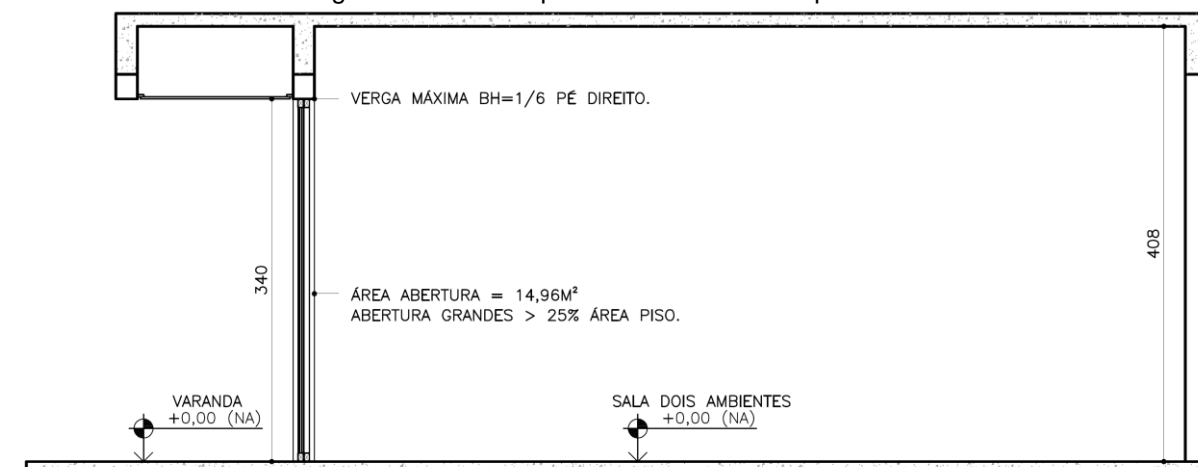 VERGA MÁXIMA BH=1/6 PÉ DIREITO.
340
408
ÁREA ABERTURA = 14,96M²
ABERTURA GRANDES > 25% ÁREA PISO.
VARANDA
+0,00 (NA)
SALA DOIS AMBIENTES
+0,00 (NA)